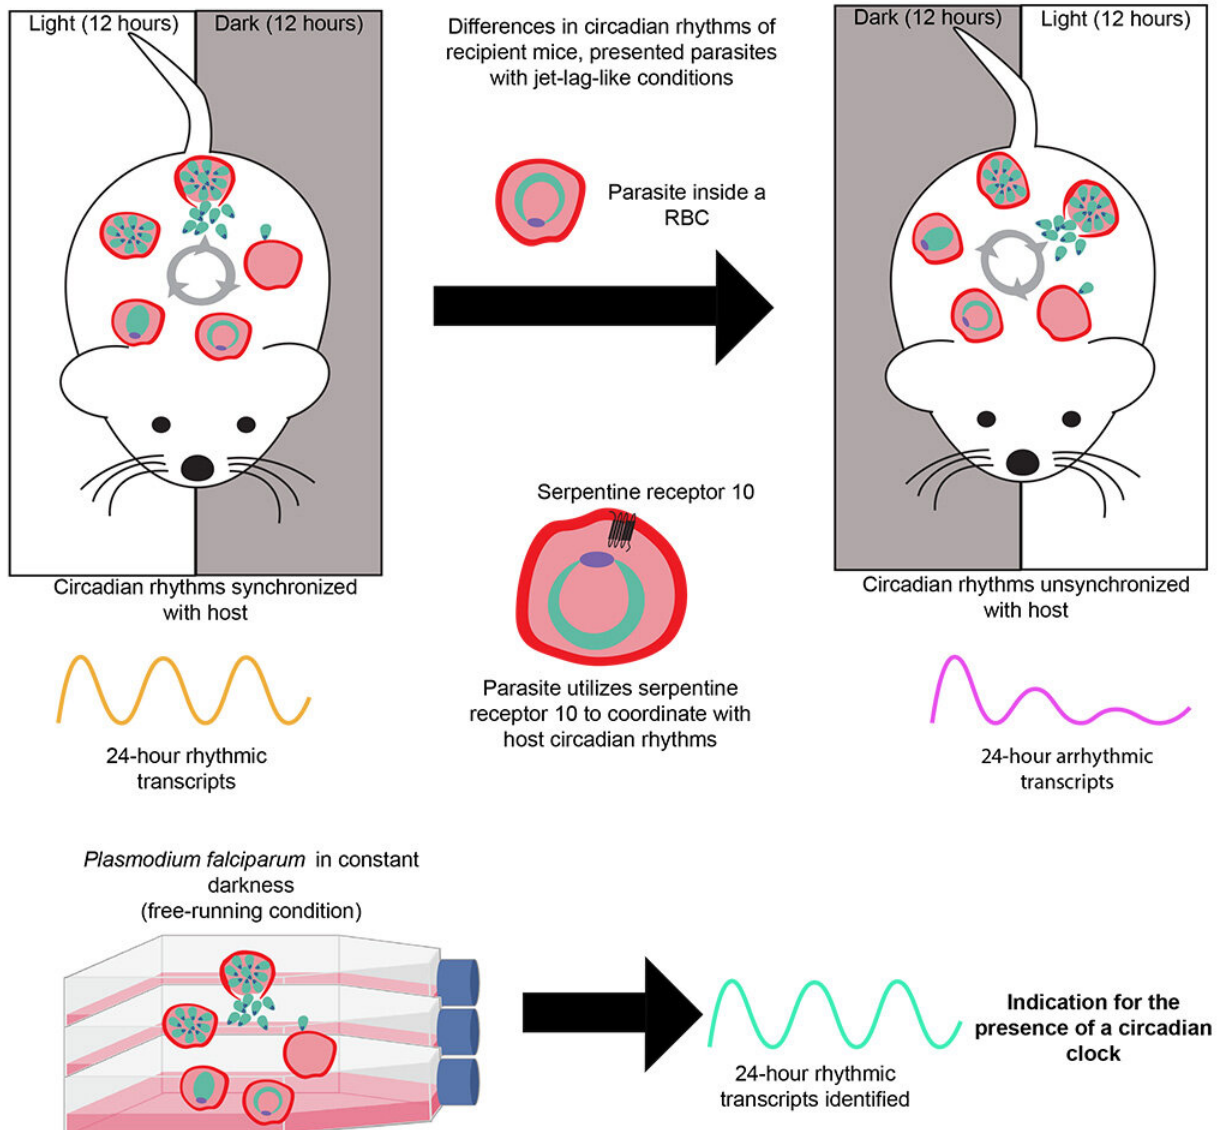 Light (12 hours)
Dark (12 hours)
Differences in circadian rhythms of
recipient mice, presented parasites
with jet-lag-like conditions
Dark (12 hours)
Light (12 hours)
Parasite inside a
RBC
Serpentine receptor 10
Circadian rhythms synchronized
with host
Circadian rhythms unsynchronized
with host
Parasite utilizes serpentine
receptor 10 to coordinate with
host circadian rhythms
24-hour rhythmic
transcripts
24-hour arrhythmic
transcripts
Plasmodium falciparum in constant
darkness
(free-running condition)
24-hour rhythmic
transcripts identified
Indication for the
presence of a circadian
clock